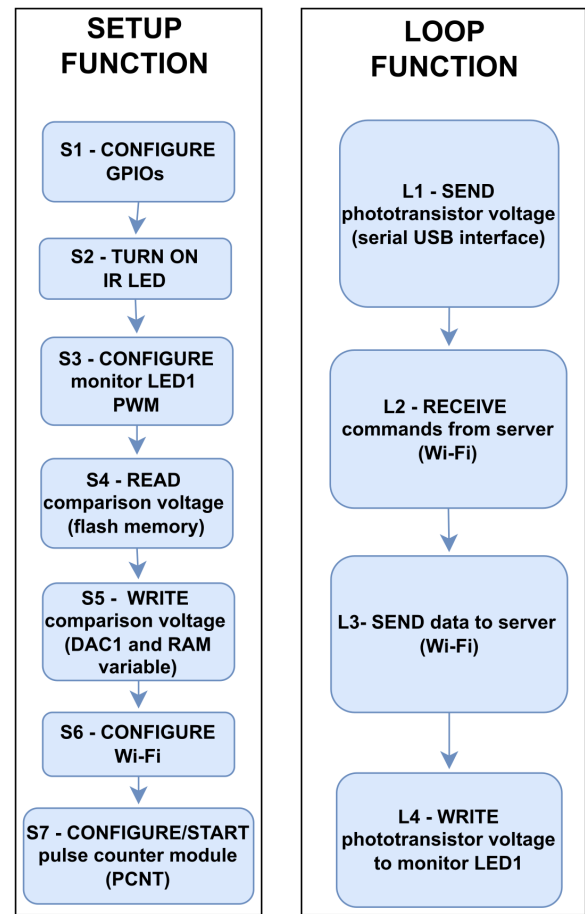 SETUP
FUNCTION
S1 - CONFIGURE
GPIOs
S2 - TURN ON
IR LED
S3 - CONFIGURE
monitor LED1
PWM
S4 - READ
comparison voltage
(flash memory)
S5 - WRITE
comparison voltage
(DAC1 and RAM
variable)
S6 - CONFIGURE
Wi-Fi
S7 - CONFIGURE/START
pulse counter module
(PCNT)
LOOP
FUNCTION
L1 - SEND
phototransistor voltage
(serial USB interface)
L2 - RECEIVE
commands from server
(Wi-Fi)
L3- SEND data to server
(Wi-Fi)
L4 - WRITE
phototransistor voltage
to monitor LED1